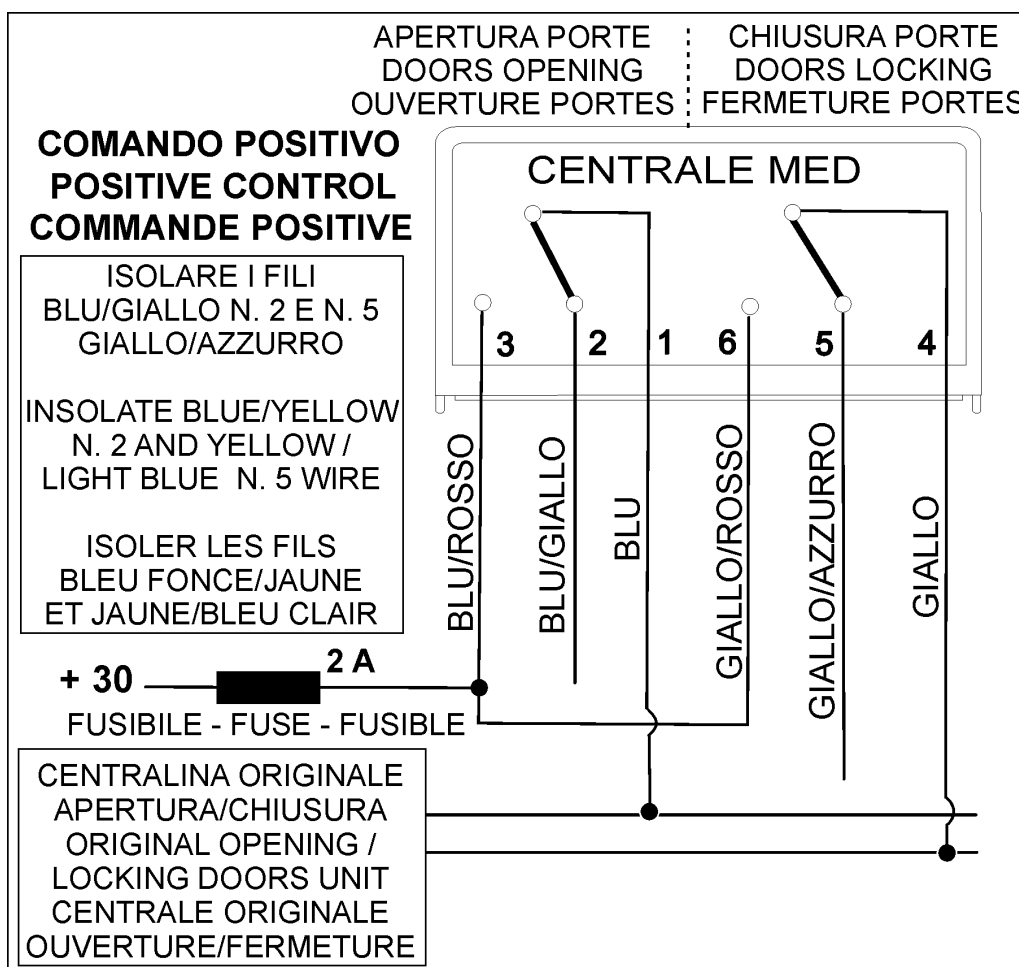 APERTURA PORTE
DOORS OPENING
OUVERTURE PORTES
CHIUSURA PORTE
DOORS LOCKING
FERMETURE PORTES
COMANDO POSITIVO
POSITIVE CONTROL
COMMANDE POSITIVE
CENTRALE MED
ISOLARE I FILI
BLU/GIALLO N. 2 E N. 5
GIALLO/AZZURRO
INSOLATE BLUE/YELLOW
N. 2 AND YELLOW /
LIGHT BLUE N. 5 WIRE
ISOLER LES FILS
BLEU FONCE/JAUNE
ET JAUNE/BLEU CLAIR
3 2 1 6 5 4
BLU/ROSSO
BLU/GIALLO
BLU
GIALLO/ROSSO
GIALLO/AZZURRO
GIALLO
+ 30
2 A
FUSIBILE - FUSE - FUSIBLE
CENTRALINA ORIGINALE
APERTURA/CHIUSURA
ORIGINAL OPENING /
LOCKING DOORS UNIT
CENTRALE ORIGINALE
OUVERTURE/FERMETURE